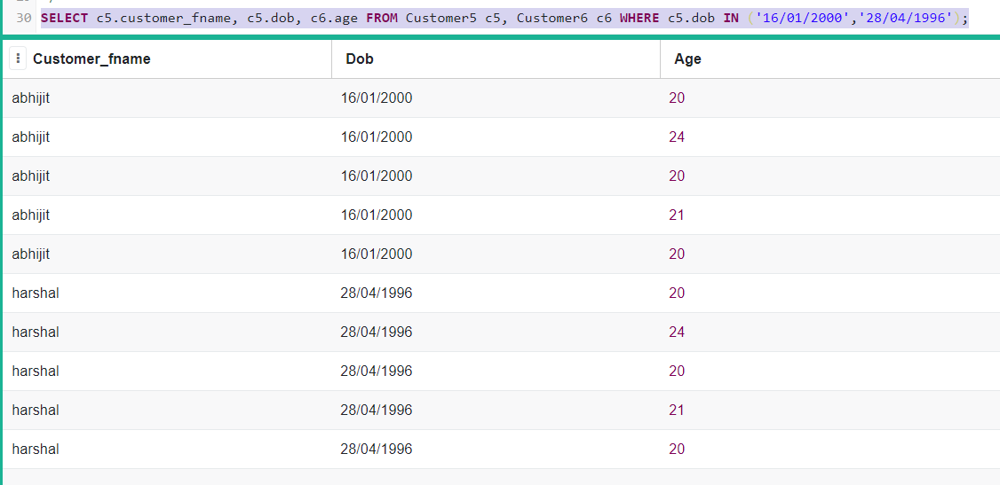 30 SELECT c5.customer_fname, c5.dob, c6.age FROM Customer5 c5, Customer6 c6 WHERE c5.dob IN ('16/01/2000','28/04/1996');
Customer_fname Dob Age
abhijit 16/01/2000 20
abhijit 16/01/2000 24
abhijit 16/01/2000 20
abhijit 16/01/2000 21
abhijit 16/01/2000 20
harshal 28/04/1996 20
harshal 28/04/1996 24
harshal 28/04/1996 20
harshal 28/04/1996 21
harshal 28/04/1996 20